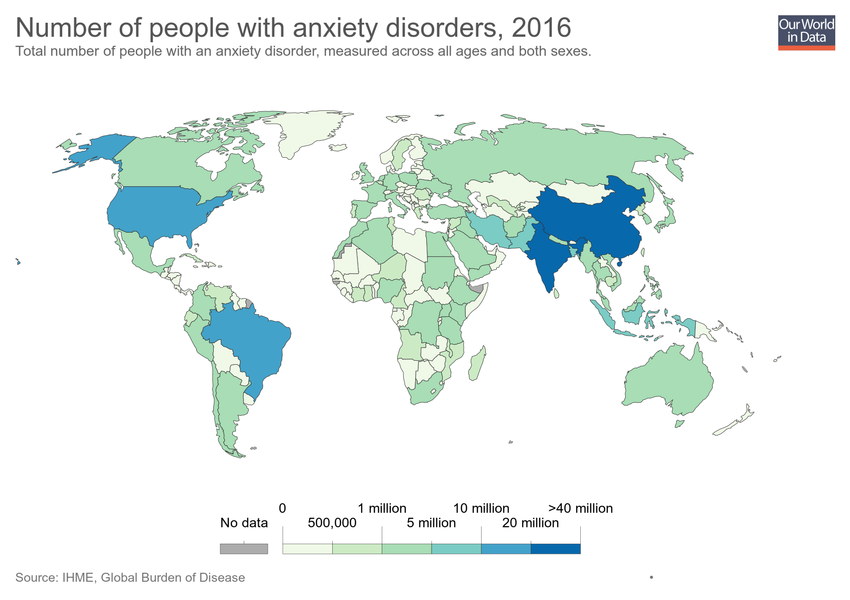 Number of people with anxiety disorders, 2016
Total number of people with an anxiety disorder, measured across all ages and both sexes.
Our World
in Data
0 1 million 10 million >40 million
No data 500,000 5 million 20 million
Source: IHME, Global Burden of Disease